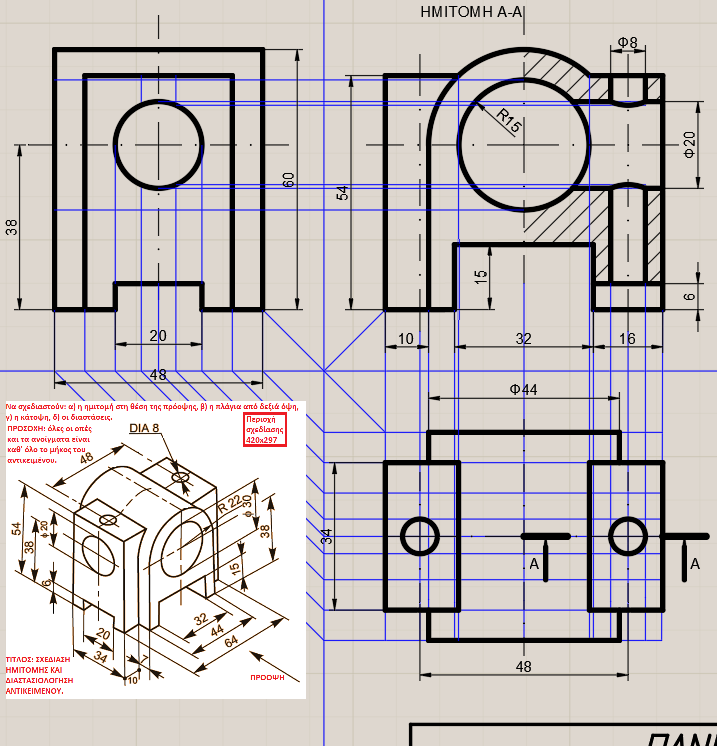 ΗΜΙΤΟΜΗ Α-Α
Φ8
R15
Φ20
38
60
54
15
6
20
48
10
32
16
Φ44
34
A
A
48
Να σχεδιαστούν: α) η ημιτομή στη θέση της πρόοψης, β) η πλάγια από δεξιά όψη,
γ) η κάτοψη, δ) οι διαστάσεις.
ΠΡΟΣΟΧΗ: όλες οι οπές
και τα ανοίγματα είναι
καθ' όλο το μήκος του
αντικειμένου.
Περιοχή
σχεδίασης
420x297
DIA 8
48
R 22
ϕ 30
54
38
ϕ 20
6
38
15
32
44
64
20
34
7
10
ΠΡΟΟΨΗ
ΤΙΤΛΟΣ: ΣΧΕΔΙΑΣΗ
ΗΜΙΤΟΜΗΣ ΚΑΙ
ΔΙΑΣΤΑΣΙΟΛΟΓΗΣΗ
ΑΝΤΙΚΕΙΜΕΝΟΥ.
ΠΑΝ